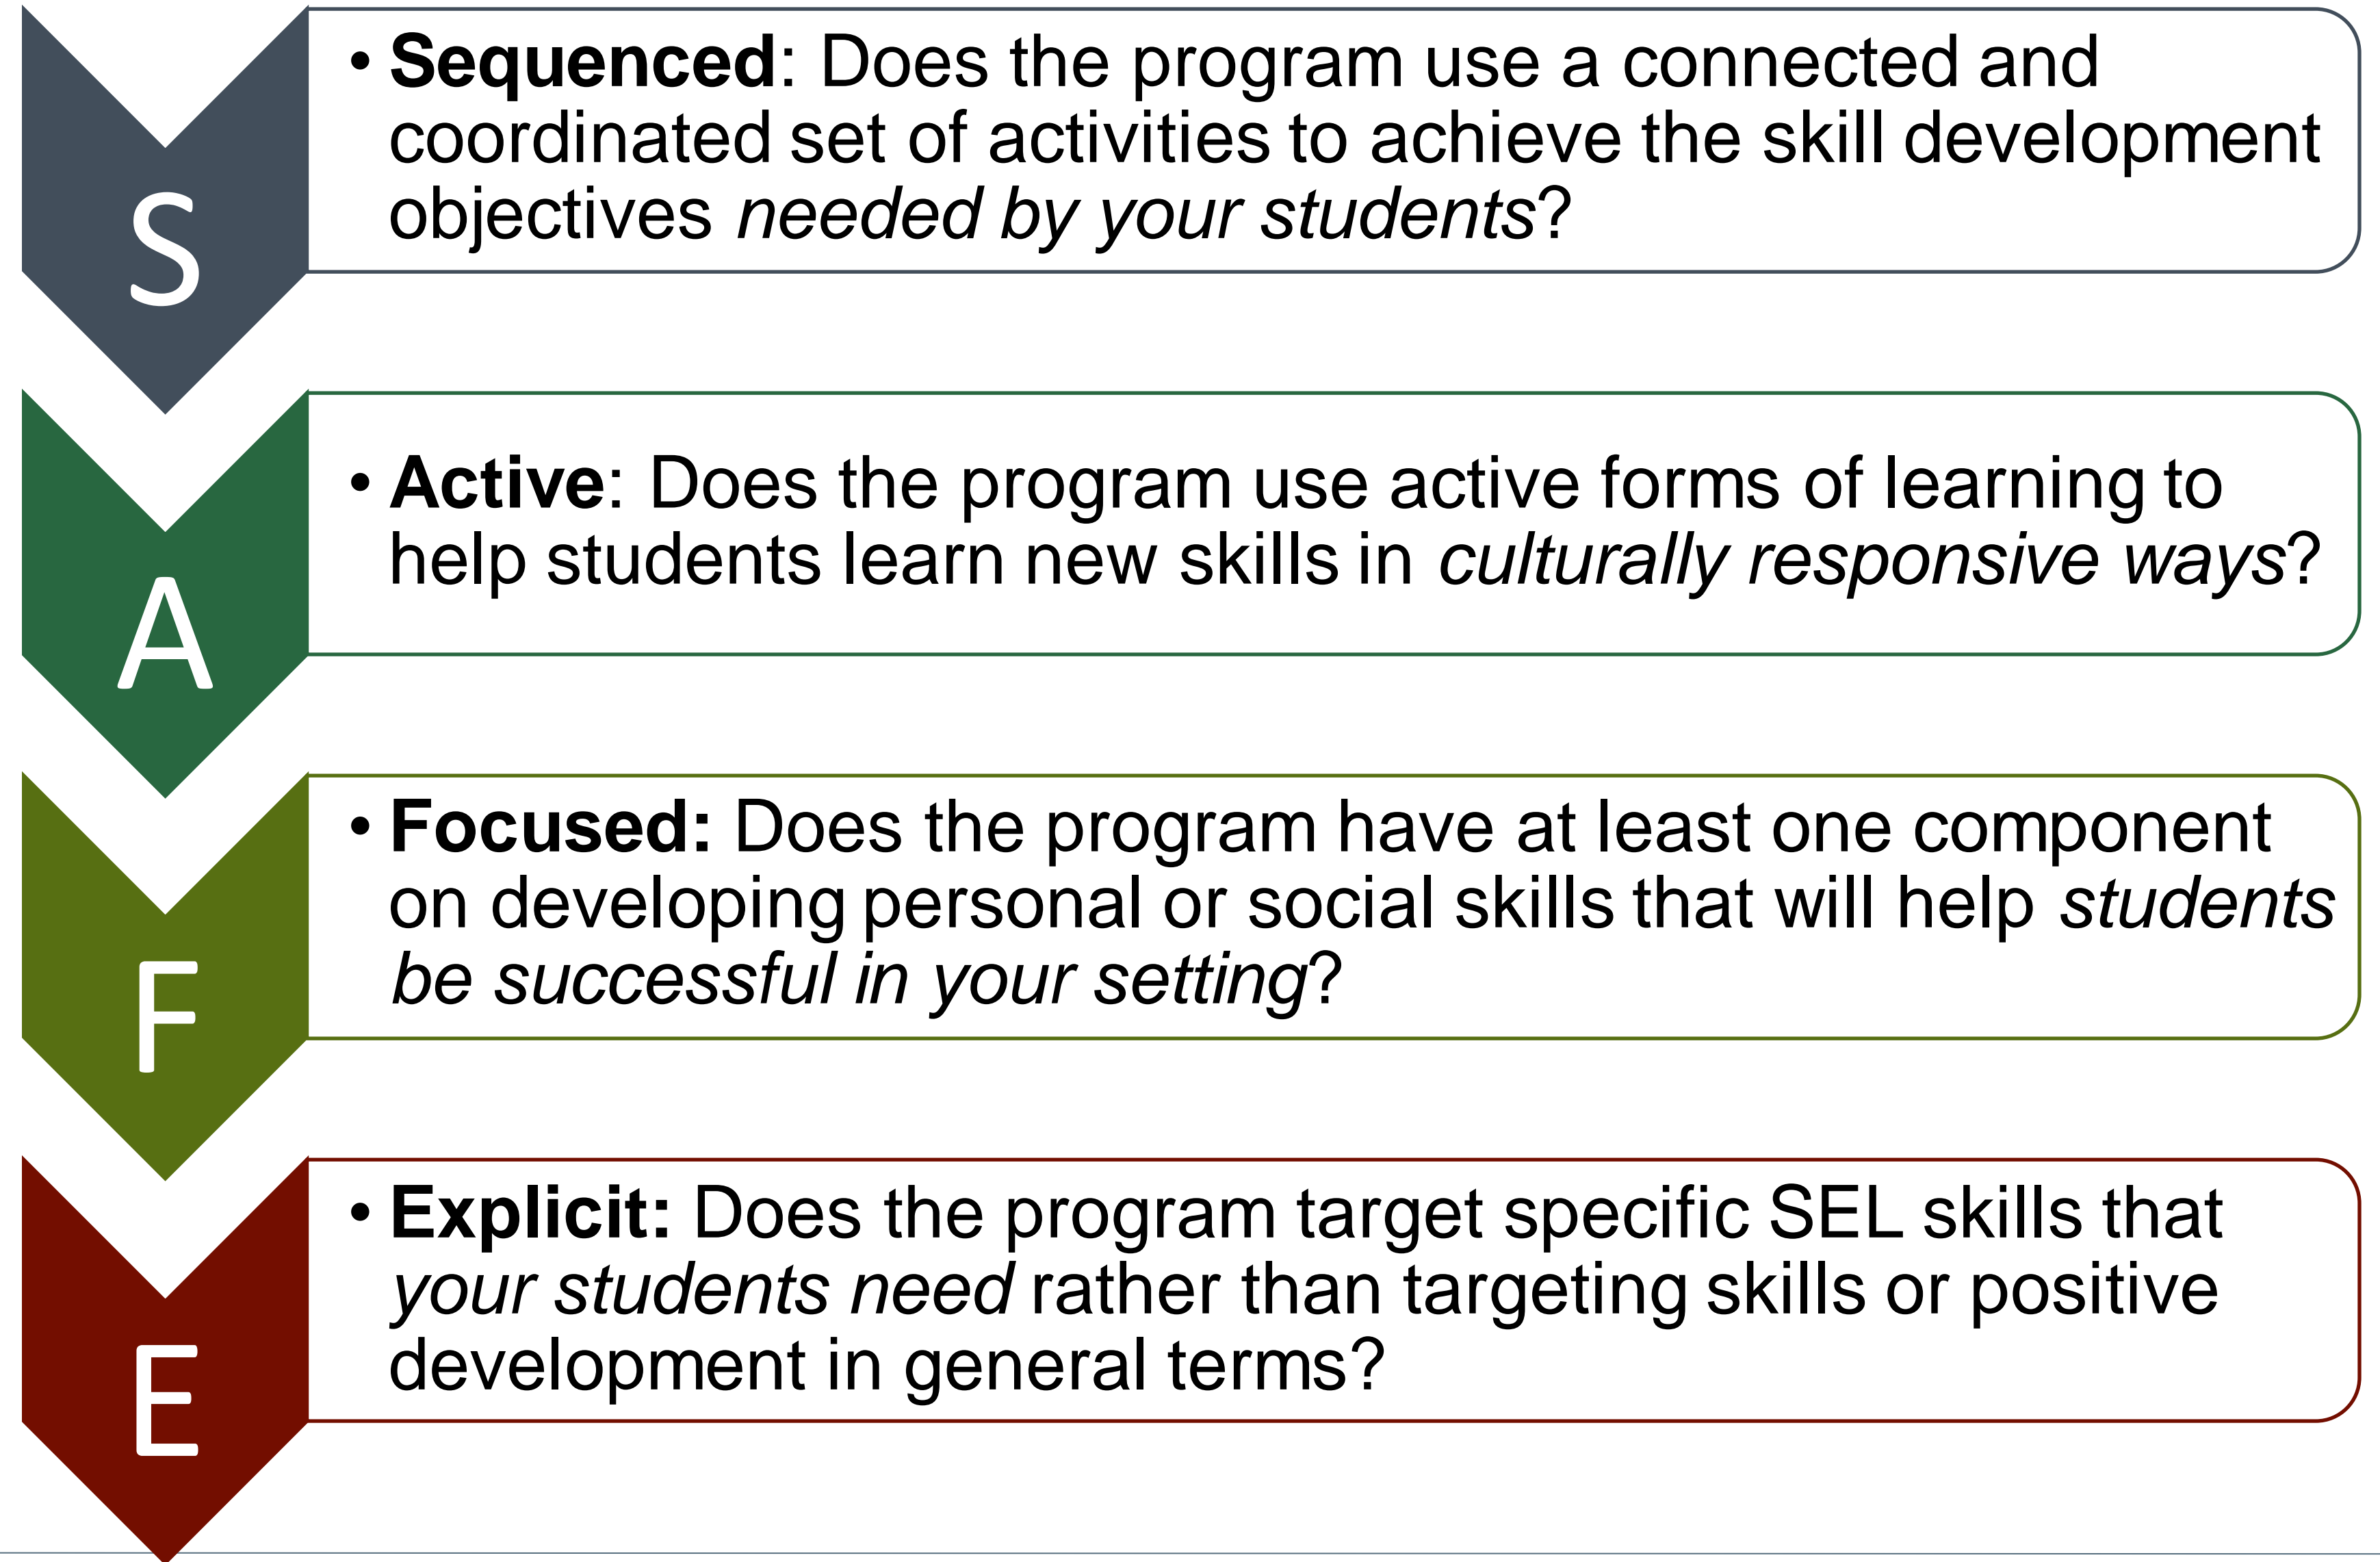 S
• Sequenced: Does the program use a connected and
coordinated set of activities to achieve the skill development
objectives needed by your students?
A
• Active: Does the program use active forms of learning to
help students learn new skills in culturally responsive ways?
F
• Focused: Does the program have at least one component
on developing personal or social skills that will help students
be successful in your setting?
E
• Explicit: Does the program target specific SEL skills that
your students need rather than targeting skills or positive
development in general terms?